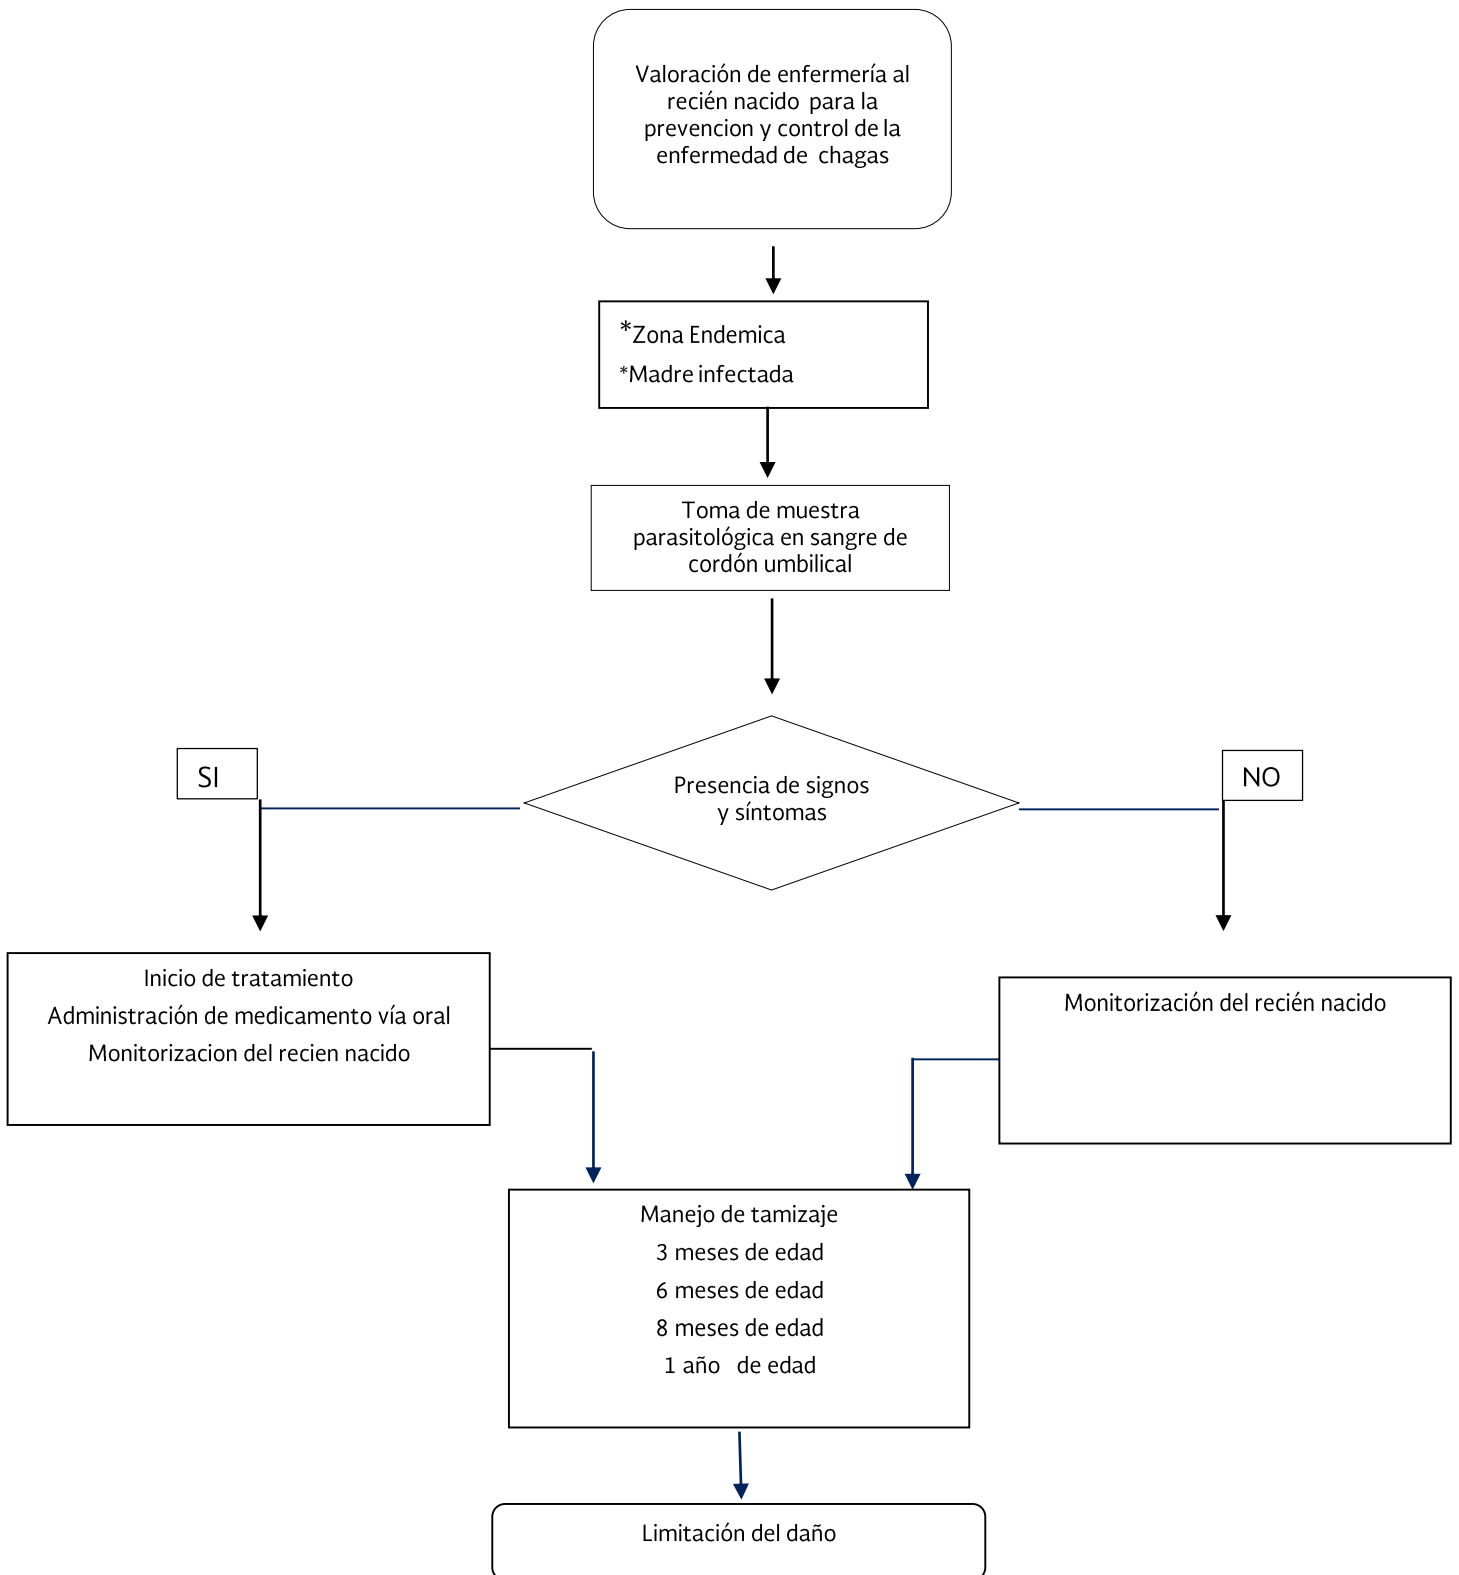 Valoración de enfermería al
recién nacido para la
prevencion y control de la
enfermedad de chagas
*Zona Endemica
*Madre infectada
Toma de muestra
parasitológica en sangre de
cordón umbilical
SI
Presencia de signos
y síntomas
NO
Inicio de tratamiento
Administración de medicamento vía oral
Monitorizacion del recien nacido
Monitorización del recién nacido
Manejo de tamizaje
3 meses de edad
6 meses de edad
8 meses de edad
1 año de edad
Limitación del daño